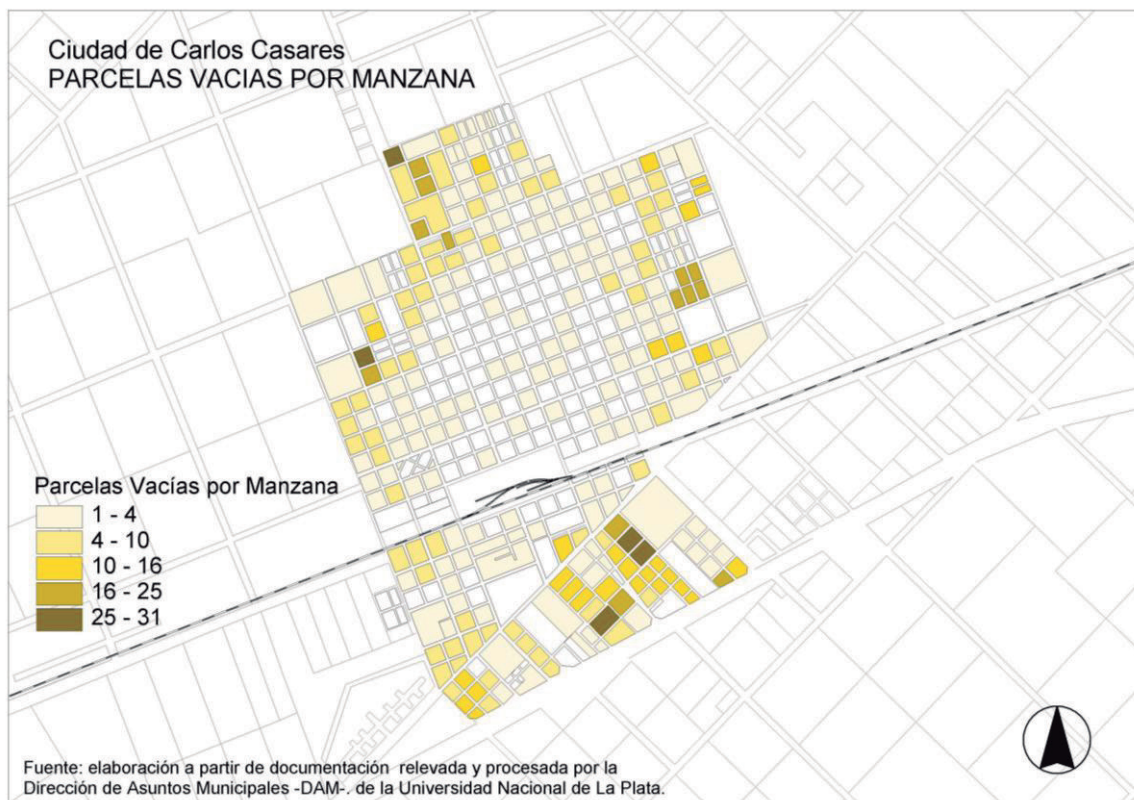 Ciudad de Carlos Casares
PARCELAS VACIAS POR MANZANA
Parcelas Vacías por Manzana
1 - 4
4 - 10
10 - 16
16 - 25
25 - 31
Fuente: elaboración a partir de documentación relevada y procesada por la
Dirección de Asuntos Municipales -DAM-. de la Universidad Nacional de La Plata.